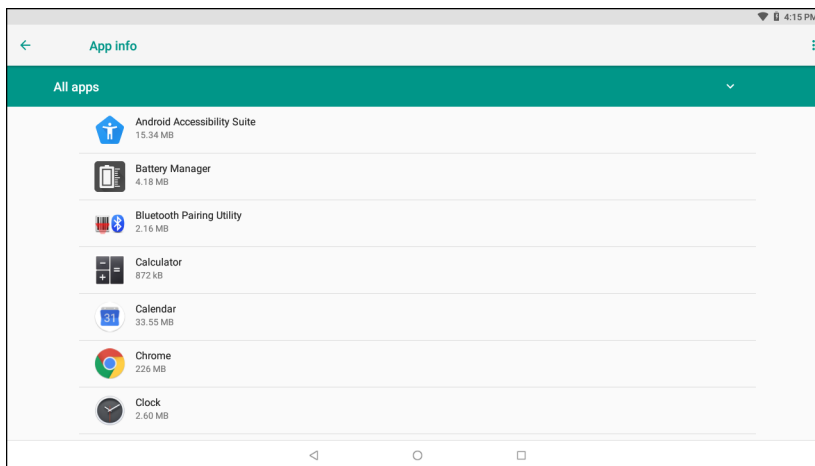 4:15 PM
App info
All apps
Android Accessibility Suite
15.34 MB
Battery Manager
4.18 MB
Bluetooth Pairing Utility
2.16 MB
Calculator
872 kB
Calendar
31
33.55 MB
Chrome
226 MB
Clock
2.60 MB